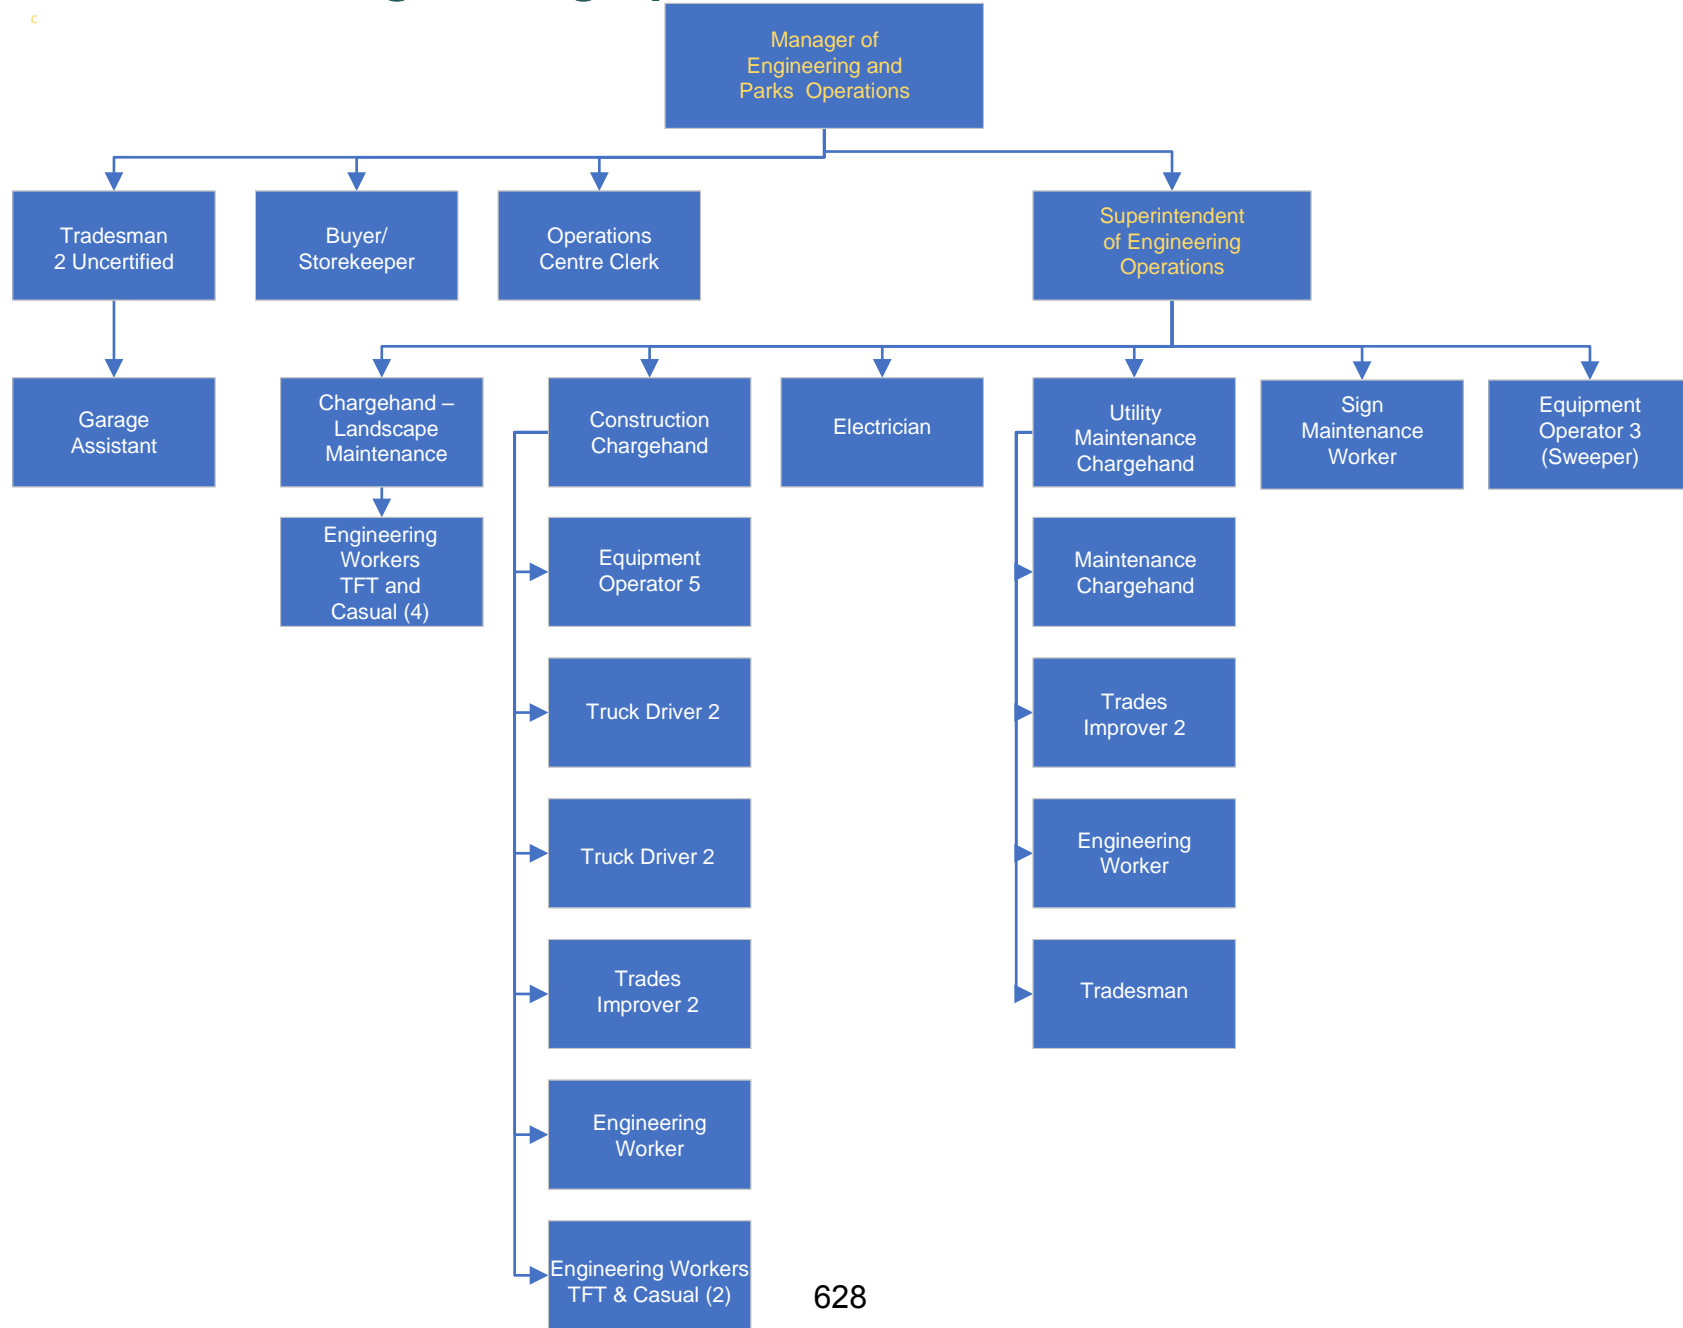 c
Manager of
Engineering and
Parks Operations
Tradesman
2 Uncertified
Buyer/
Storekeeper
Operations
Centre Clerk
Superintendent
of Engineering
Operations
Garage
Assistant
Chargehand –
Landscape
Maintenance
Construction
Chargehand
Electrician
Utility
Maintenance
Chargehand
Sign
Maintenance
Worker
Equipment
Operator 3
(Sweeper)
Engineering
Workers
TFT and
Casual (4)
Equipment
Operator 5
Maintenance
Chargehand
Truck Driver 2
Trades
Improver 2
Truck Driver 2
Engineering
Worker
Trades
Improver 2
Tradesman
Engineering
Worker
Engineering Workers
TFT & Casual (2)
628